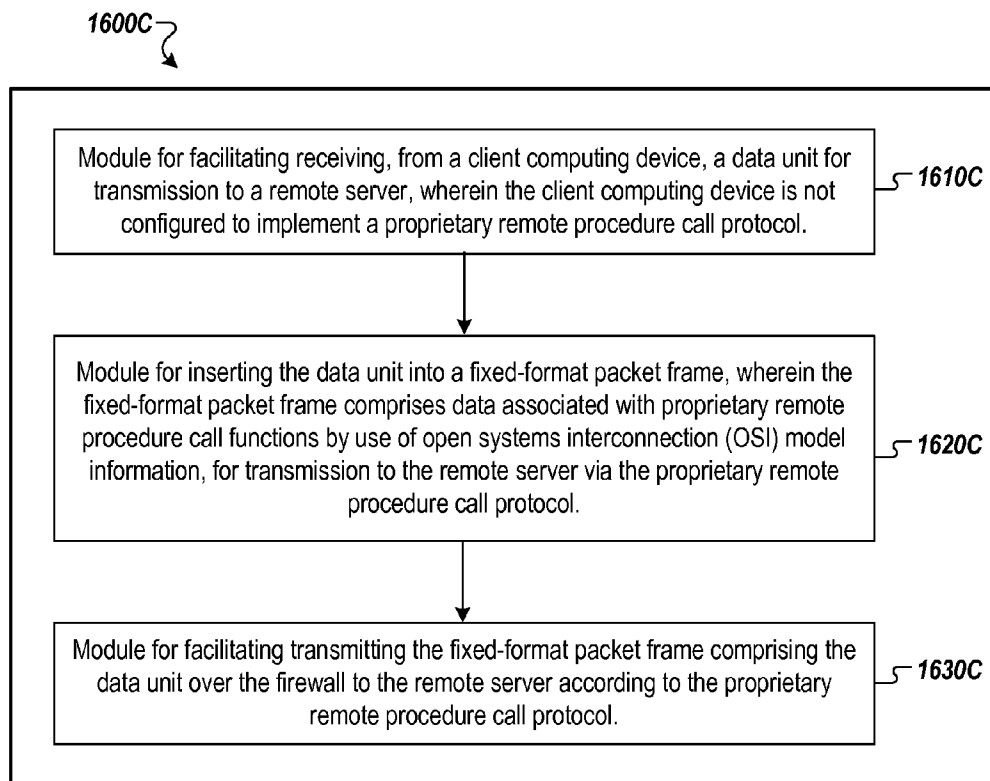 1600C
Module for facilitating receiving, from a client computing device, a data unit for
transmission to a remote server, wherein the client computing device is not
configured to implement a proprietary remote procedure call protocol.
1610C
Module for inserting the data unit into a fixed-format packet frame, wherein the
fixed-format packet frame comprises data associated with proprietary remote
procedure call functions by use of open systems interconnection (OSI) model
information, for transmission to the remote server via the proprietary remote
procedure call protocol.
1620C
Module for facilitating transmitting the fixed-format packet frame comprising the
data unit over the firewall to the remote server according to the proprietary
remote procedure call protocol.
1630C